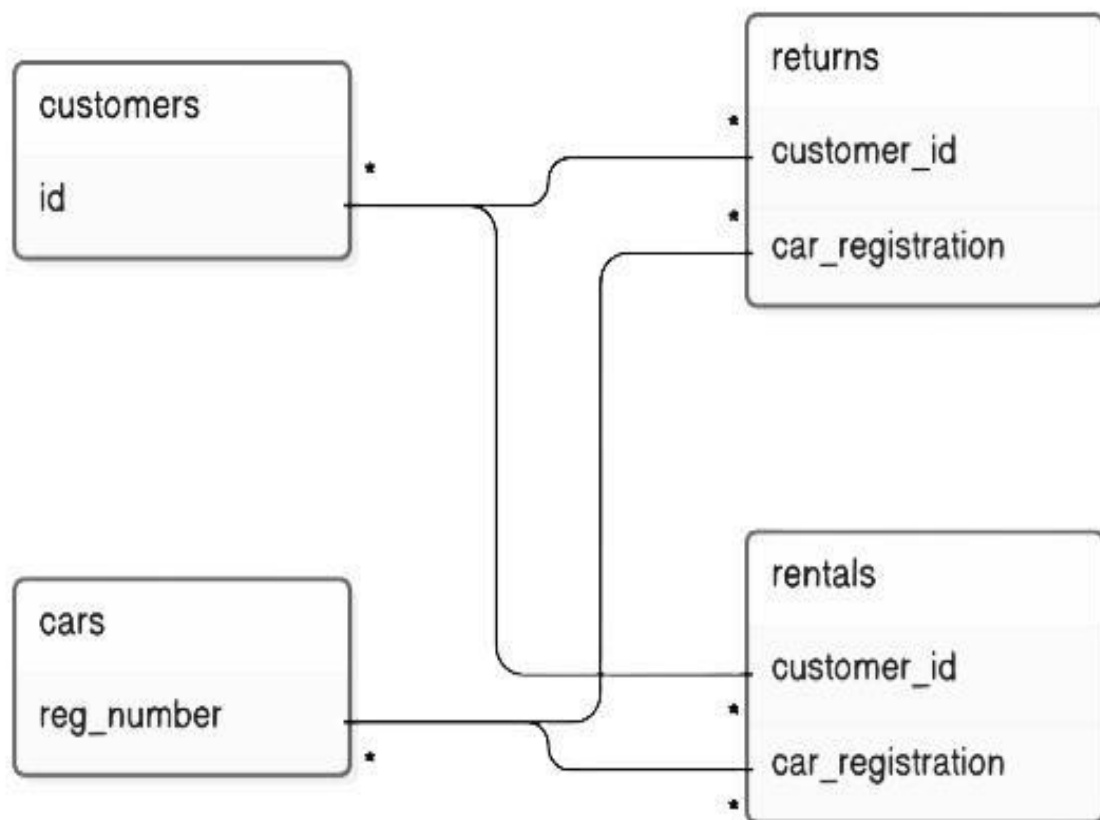 customers
id
*
returns
*
customer_id
*
car_registration
cars
reg_number
*
rentals
customer_id
*
car_registration
*